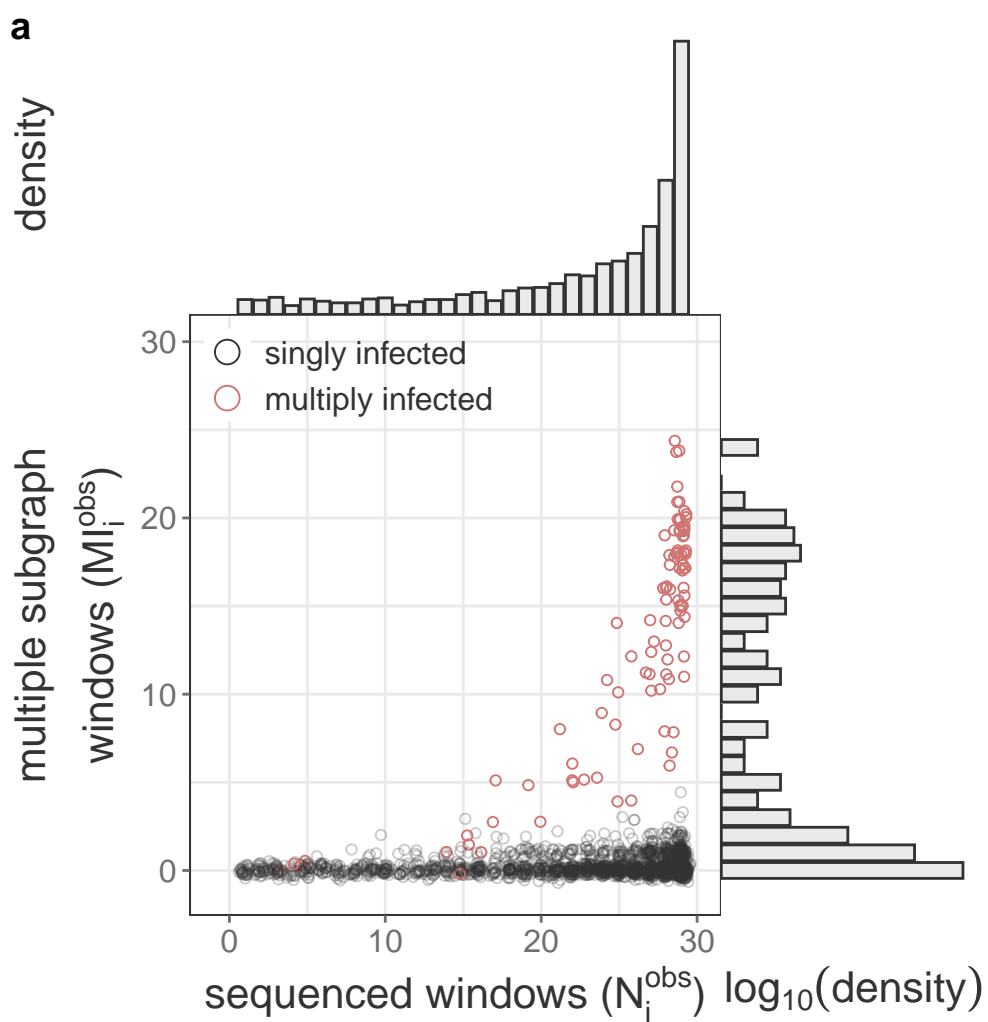 a
density
30
singly infected
multiply infected
multiple subgraph
windows (MI_i^obs)
20
10
0
0 10 20 30
sequenced windows (N_i^obs)
log₁₀(density)